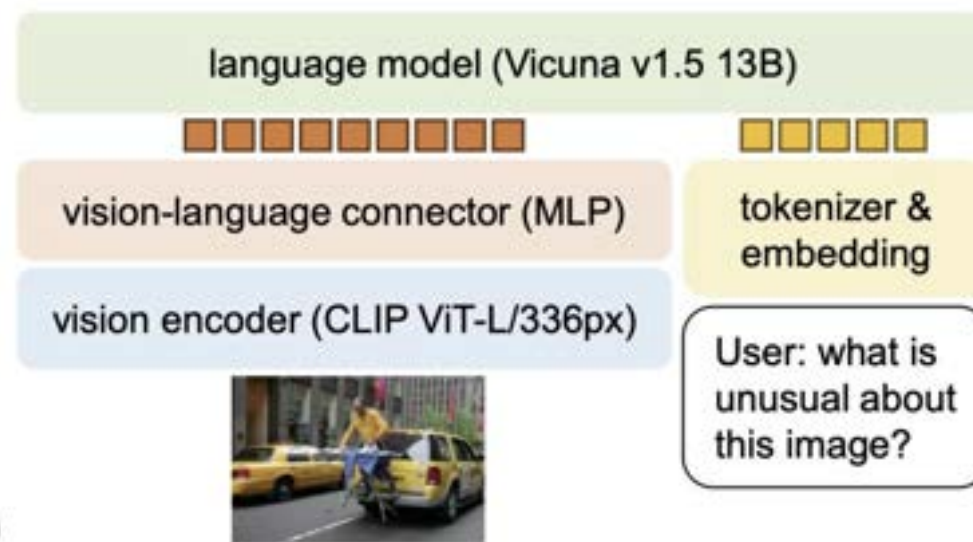 language model (Vicuna v1.5 13B)
vision-language connector (MLP)
tokenizer &
embedding
vision encoder (CLIP ViT-L/336px)
User: what is
unusual about
this image?